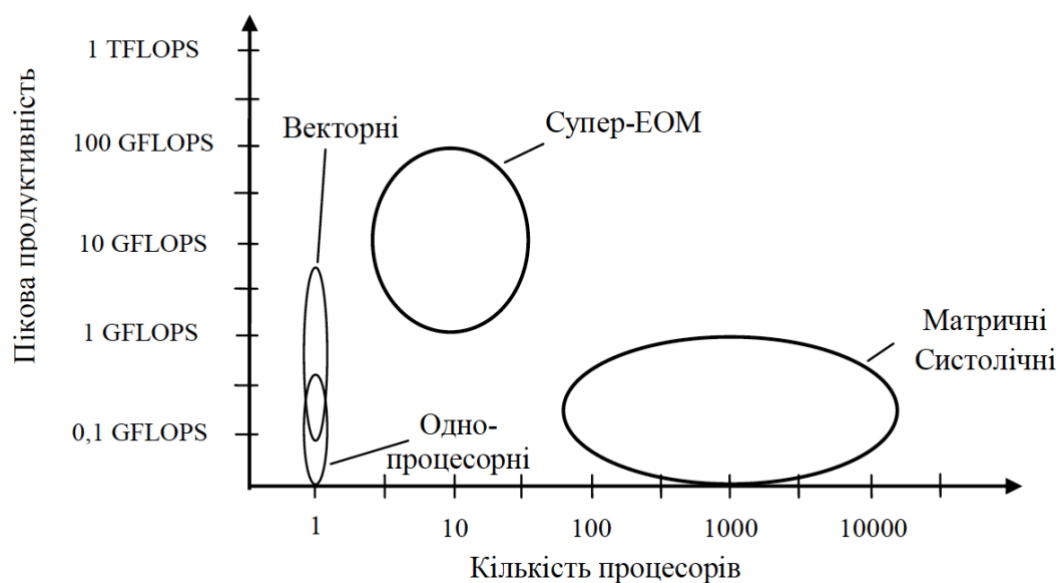 Пікова продуктивність
1 TFLOPS
100 GFLOPS
10 GFLOPS
1 GFLOPS
0,1 GFLOPS
Векторні
Супер-ЕОМ
Матричні
Систолічні
Одно-
процесорні
1
10
100
1000
10000
Кількість процесорів